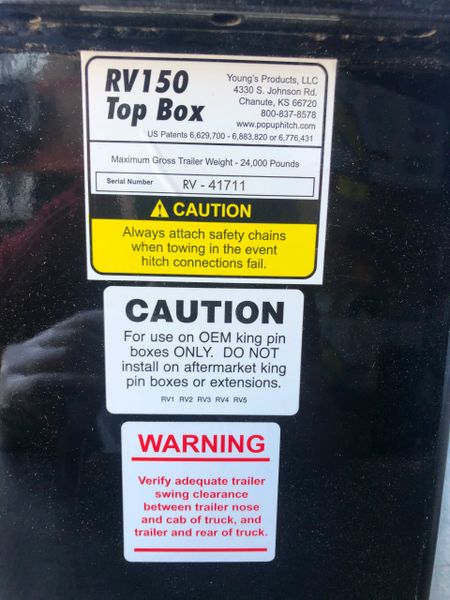 RV150
Top Box
Young's Products, LLC
4330 S. Johnson Rd.
Chanute, KS 66720
800-837-8578
www.popuphitch.com
US Patents 6,629,700 - 6,883,820 or 6,776,431
Maximum Gross Trailer Weight - 24,000 Pounds
Serial Number RV - 41711
CAUTION
Always attach safety chains
when towing in the event
hitch connections fail.
CAUTION
For use on OEM king pin
boxes ONLY. DO NOT
install on aftermarket king
pin boxes or extensions.
RV1 RV2 RV3 RV4 RV5
WARNING
Verify adequate trailer
swing clearance
between trailer nose
and cab of truck, and
trailer and rear of truck.